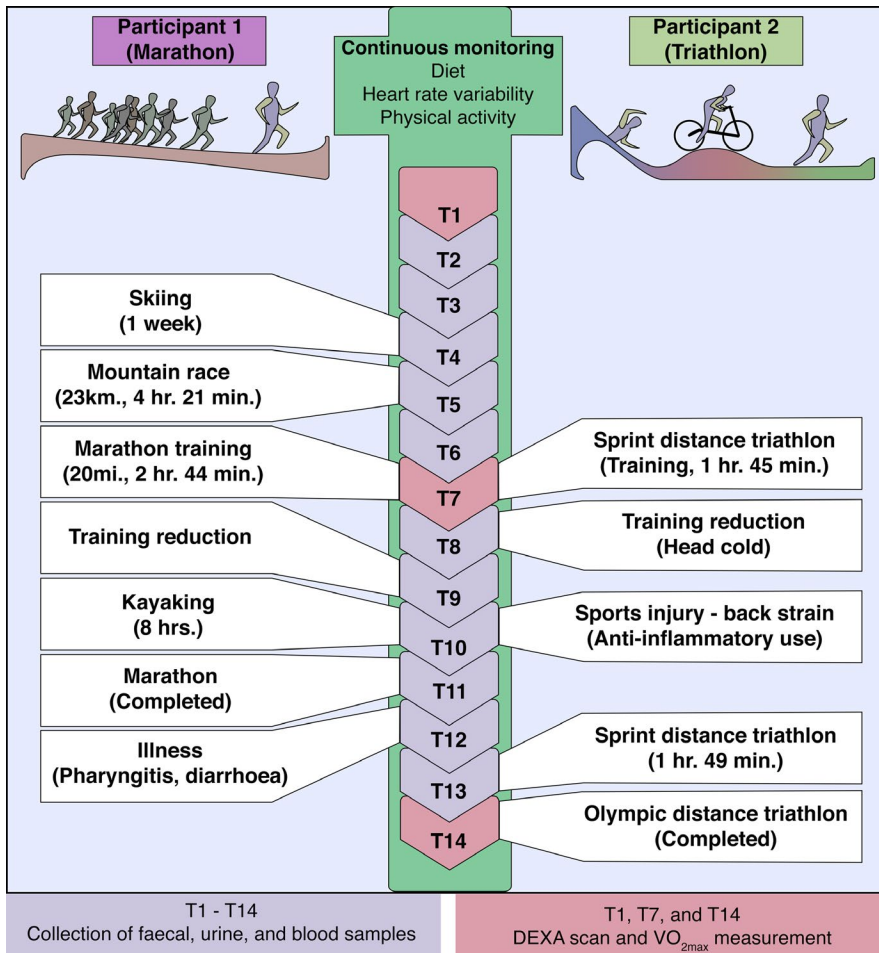 Participant 1
(Marathon)
Continuous monitoring
Diet
Heart rate variability
Physical activity
Participant 2
(Triathlon)
T1
T2
T3
T4
T5
T6
T7
T8
T9
T10
T11
T12
T13
T14
Skiing
(1 week)
Mountain race
(23km., 4 hr. 21 min.)
Marathon training
(20mi., 2 hr. 44 min.)
Training reduction
Kayaking
(8 hrs.)
Marathon
(Completed)
Illness
(Pharyngitis, diarrhoea)
Sprint distance triathlon
(Training, 1 hr. 45 min.)
Training reduction
(Head cold)
Sports injury - back strain
(Anti-inflammatory use)
Sprint distance triathlon
(1 hr. 49 min.)
Olympic distance triathlon
(Completed)
T1 - T14
Collection of faecal, urine, and blood samples
T1, T7, and T14
DEXA scan and VO2max measurement